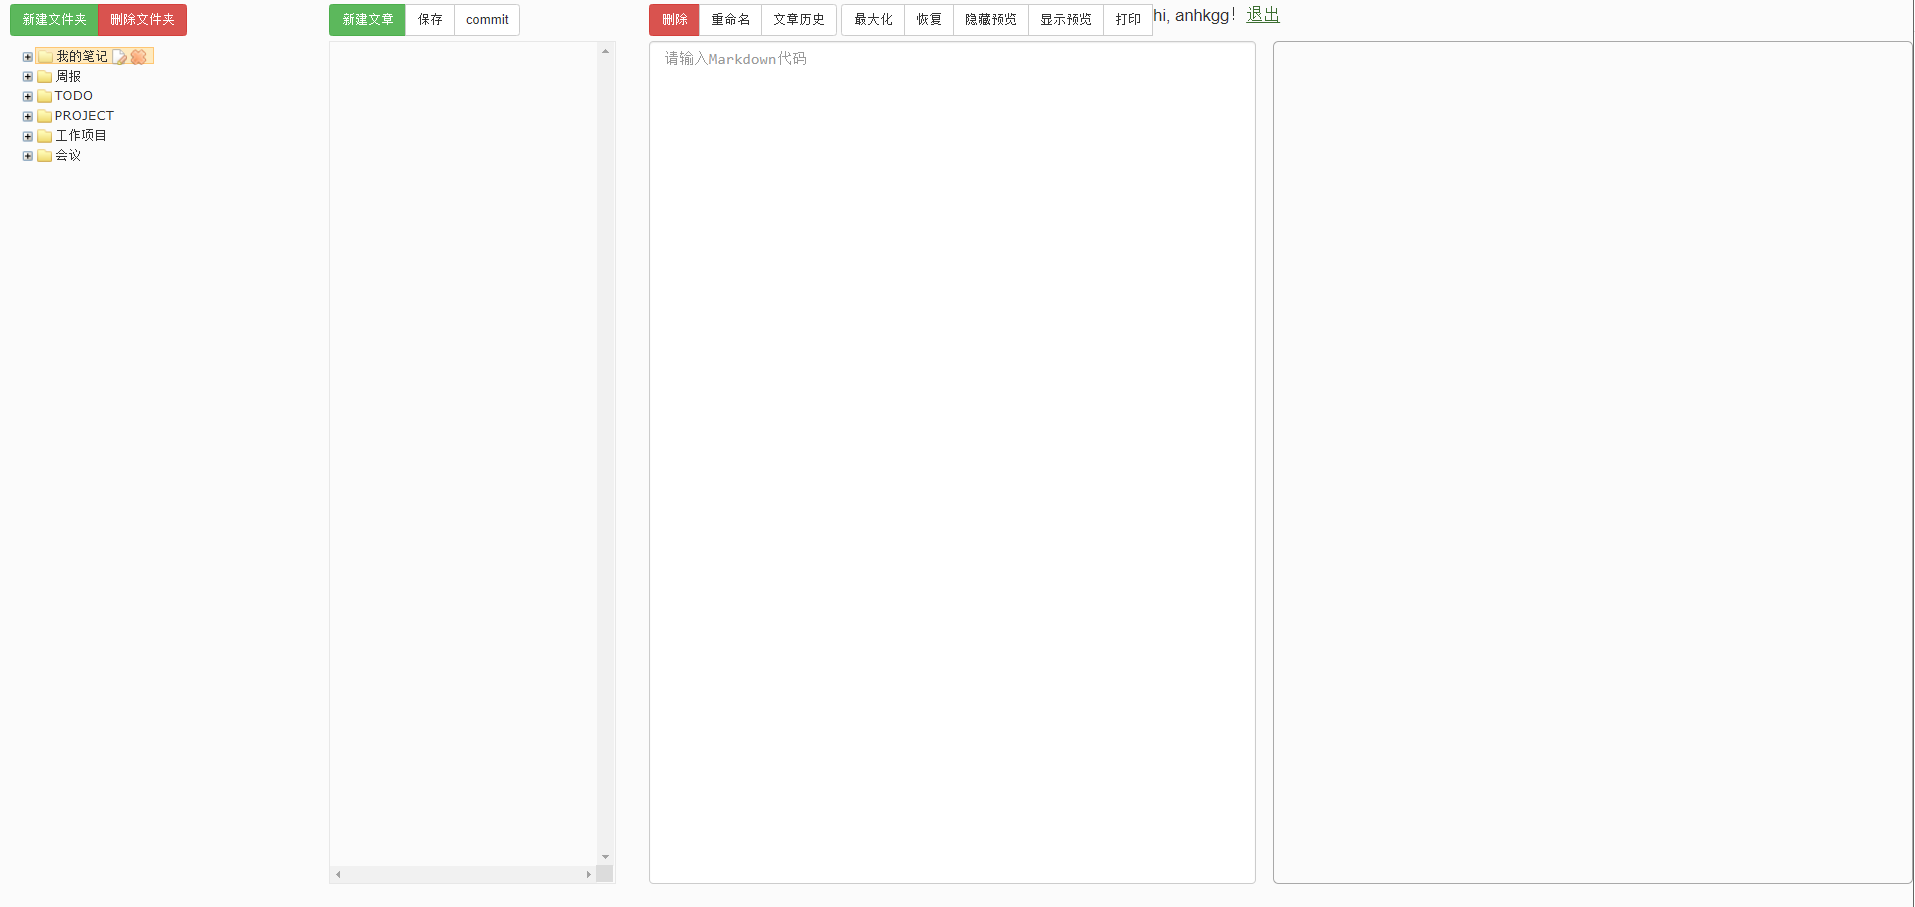 新建文件夹 删除文件夹 新建文章 保存 commit 删除 重命名 文章历史 最大化 恢复 隐藏预览 显示预览 打印 hi, anhkgg! 退出
我的笔记
周报
TODO
PROJECT
工作项目
会议
请输入Markdown代码